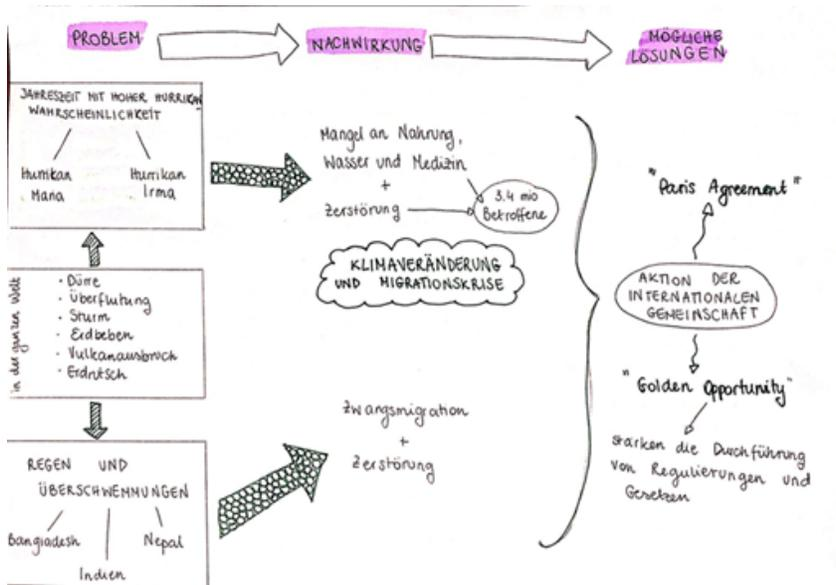 PROBLEM
NACHWIRKUNG
MÖGLICHE
LÖSUNGEN
JAHRESZEIT MIT HOHER HURRIKAN
WAHRSCHEINLICHKEIT
Hurrikan
Maria
Hurrikan
Irma
in der ganzen Welt
· Dürre
· Überflutung
· Sturm
· Erdbeben
· Vulkanausbruch
· Erdrutsch
REGEN UND
ÜBERSCHWEMMUNGEN
Bangladesh
Indien
Nepal
Mangel an Nahrung,
Wasser und Medizin
+
Zerstörung
3.4 mio
Betroffene
KLIMAVERÄNDERUNG
UND MIGRATIONSKRISE
Zwangsmigration
+
Zerstörung
"Paris Agreement"
AKTION DER
INTERNATIONALEN
GEMEINSCHAFT
"Golden Opportunity"
stärken die Durchführung
von Regulierungen und
Gesetzen